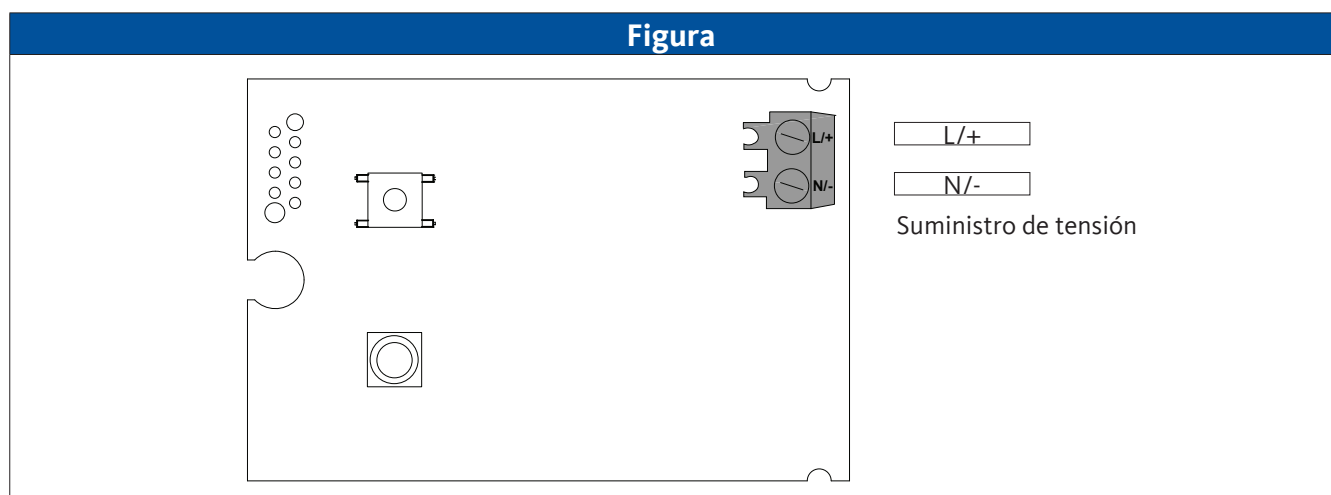 Figura
L/+
L/+
N/-
N/-
Suministro de tensión